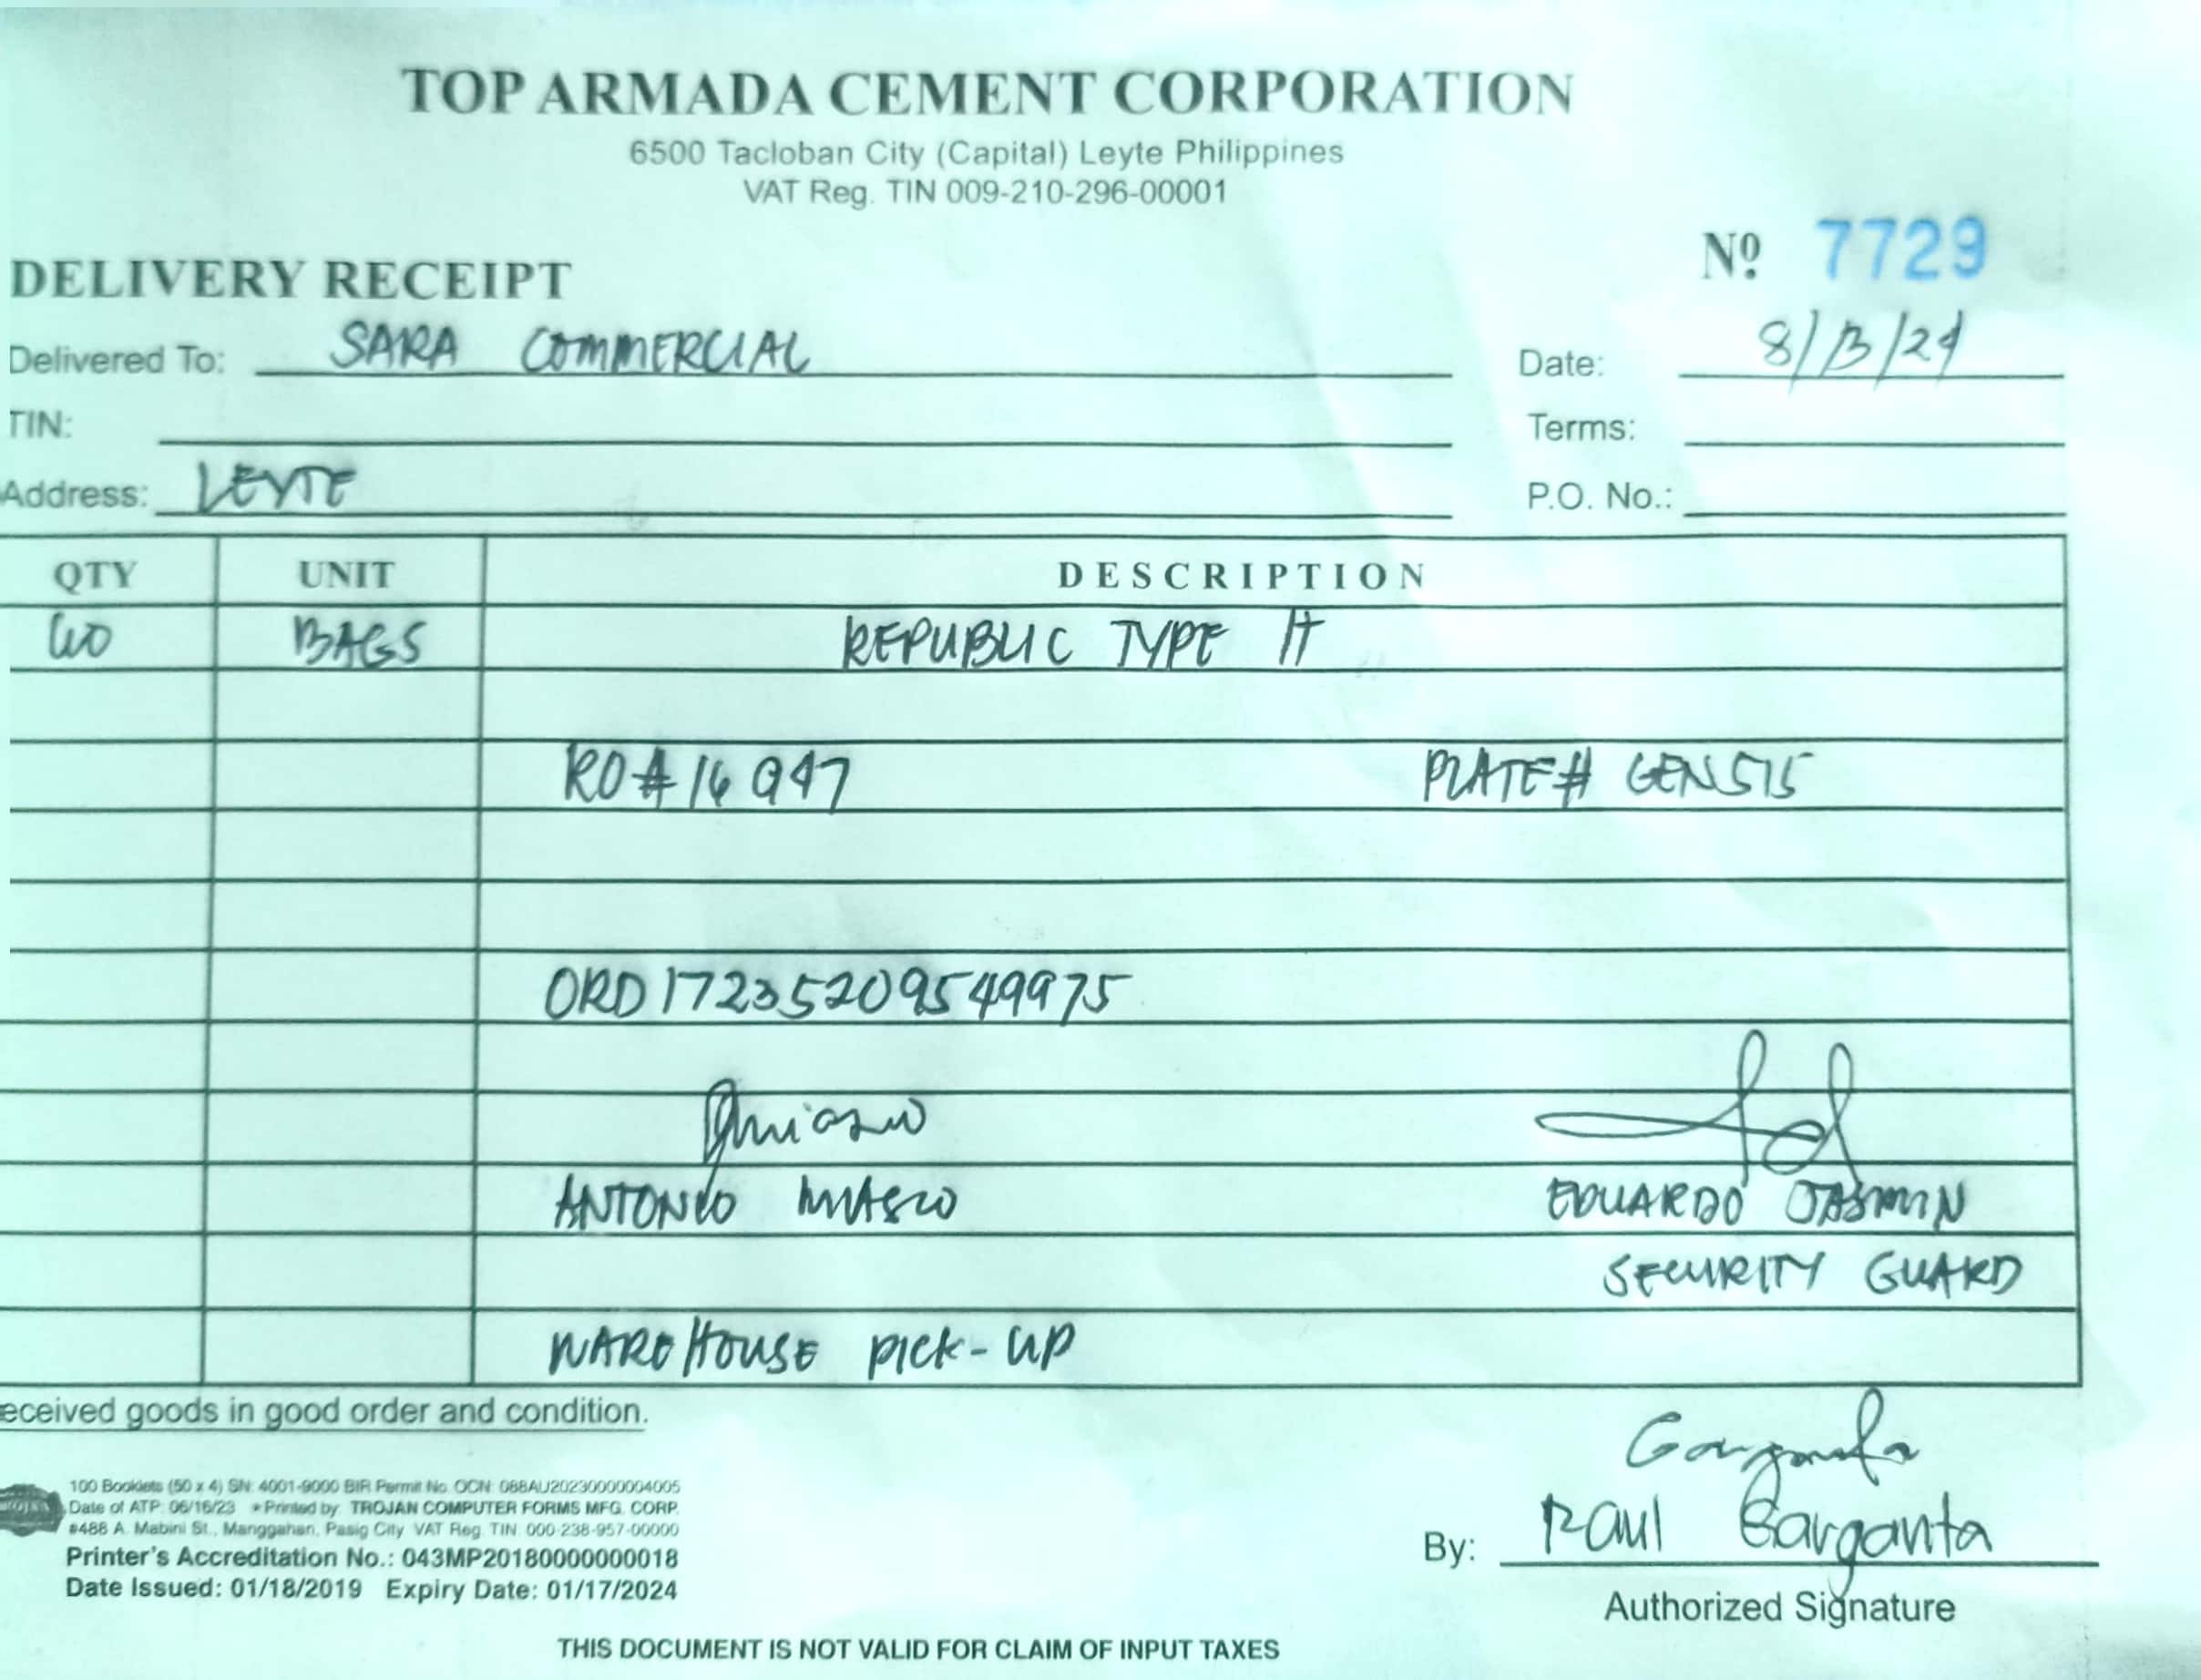 TOP ARMADA CEMENT CORPORATION
6500 Tacloban City (Capital) Leyte Philippines
VAT Reg. TIN 009-210-296-00001
Nº 7729
DELIVERY RECEIPT
Delivered To: SARA COMMERCIAL
Date: 8/13/24
TIN:
Terms:
Address: LEYTE
P.O. No.:
QTY UNIT DESCRIPTION
600 BAGS REPUBLIC TYPE 1T
RO# 16947 PLATE# GEN515
ORD17235209549975
ANTONIO
EDUARDO JASMIN
SECURITY GUARD
WAREHOUSE PICK-UP
eceived goods in good order and condition.
100 Booklets (50 x 4) SN: 4001-9000 BIR Permit No. OCN: 088AU20230000004005
Date of ATP: 06/16/23 *Printed by: TROJAN COMPUTER FORMS MFG. CORP.
#488 A. Mabini St., Manggahan, Pasig City VAT Reg. TIN: 000-238-957-00000
Printer's Accreditation No.: 043MP20180000000018
Date Issued: 01/18/2019 Expiry Date: 01/17/2024
By: Raul Garganta
Authorized Signature
THIS DOCUMENT IS NOT VALID FOR CLAIM OF INPUT TAXES